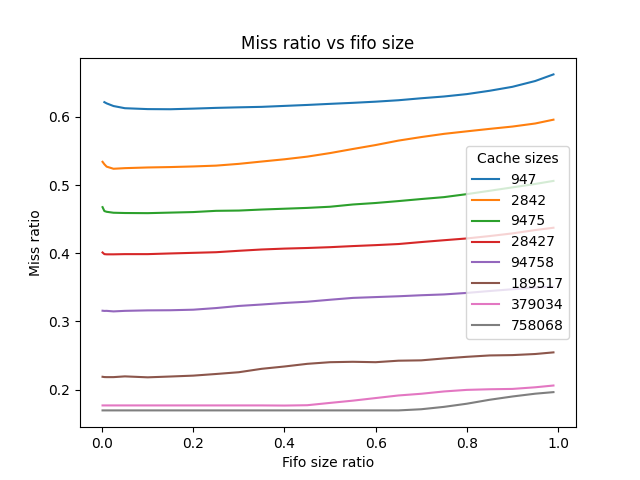 Miss ratio vs fifo size
Miss ratio
0.6
0.5
0.4
0.3
0.2
0.0 0.2 0.4 0.6 0.8 1.0
Fifo size ratio
Cache sizes
947
2842
9475
28427
94758
189517
379034
758068